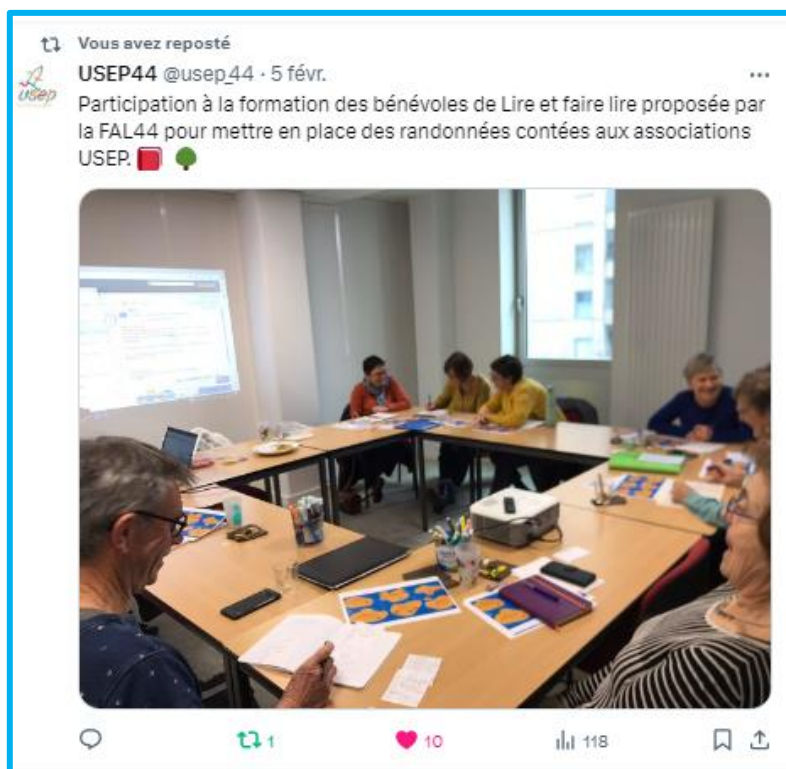 Vous avez reposté
USEP44 @usep_44 · 5 févr.
usep
Participation à la formation des bénévoles de Lire et faire lire proposée par
la FAL44 pour mettre en place des randonnées contées aux associations
USEP. 📕 🌳
1
10
118